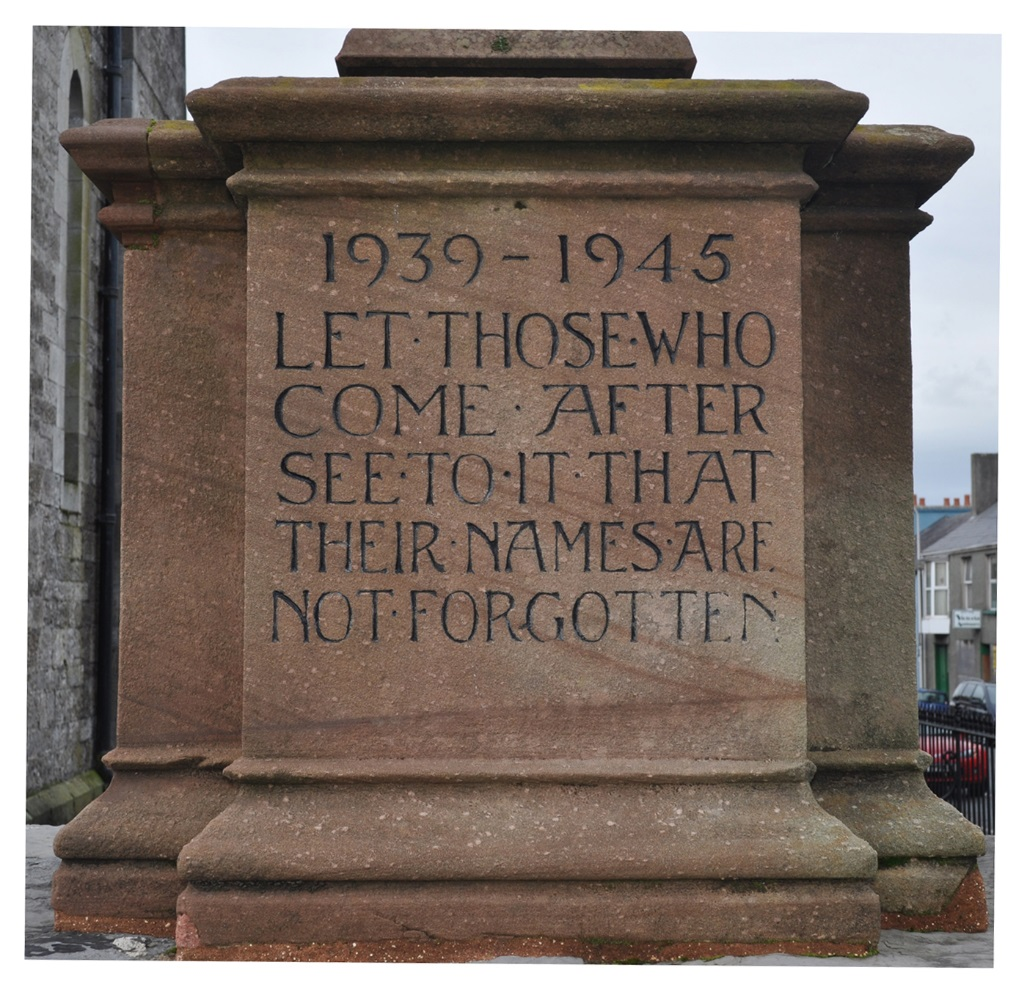 1939 - 1945
LET·THOSE·WHO
COME · AFTER
SEE·TO·IT·THAT
THEIR·NAMES·ARE
NOT·FORGOTTEN